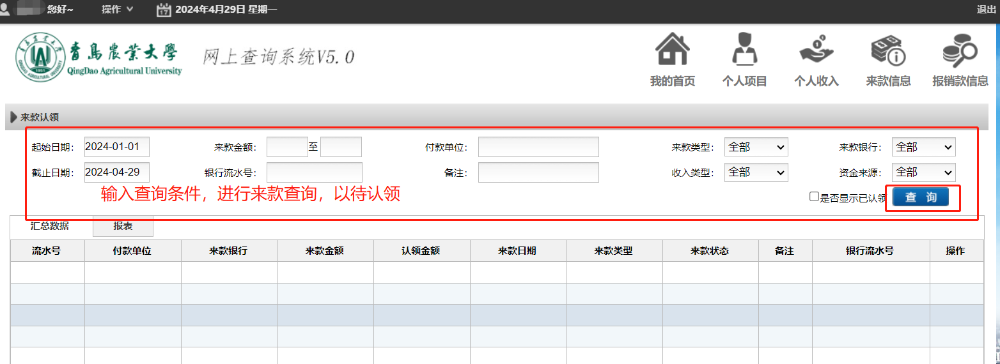 您好~ 操作 2024年4月29日 星期一 退出
青島農業大學 网上查询系统V5.0
QingDao Agricultural University
我的首页 个人项目 个人收入 来款信息 报销款信息
来款认领
起始日期: 2024-01-01 来款金额: 至 付款单位: 来款类型: 全部 来款银行: 全部
截止日期: 2024-04-29 银行流水号: 备注: 收入类型: 全部 资金来源: 全部
输入查询条件，进行来款查询，以待认领
是否显示已认领 查 询
汇总数据 报表
流水号 付款单位 来款银行 来款金额 认领金额 来款日期 来款类型 来款状态 备注 银行流水号 操作